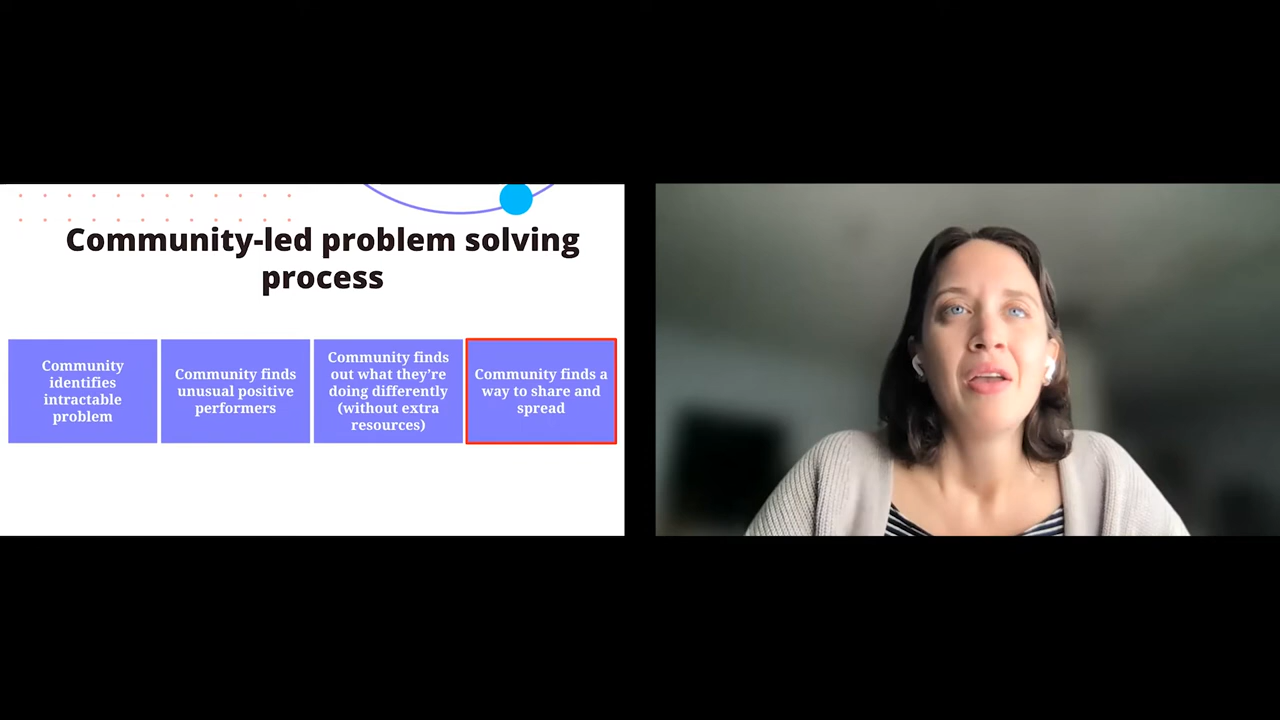 Community-led problem solving
process
Community
identifies
intractable
problem
Community finds
unusual positive
performers
Community finds
out what they're
doing differently
(without extra
resources)
Community finds a
way to share and
spread